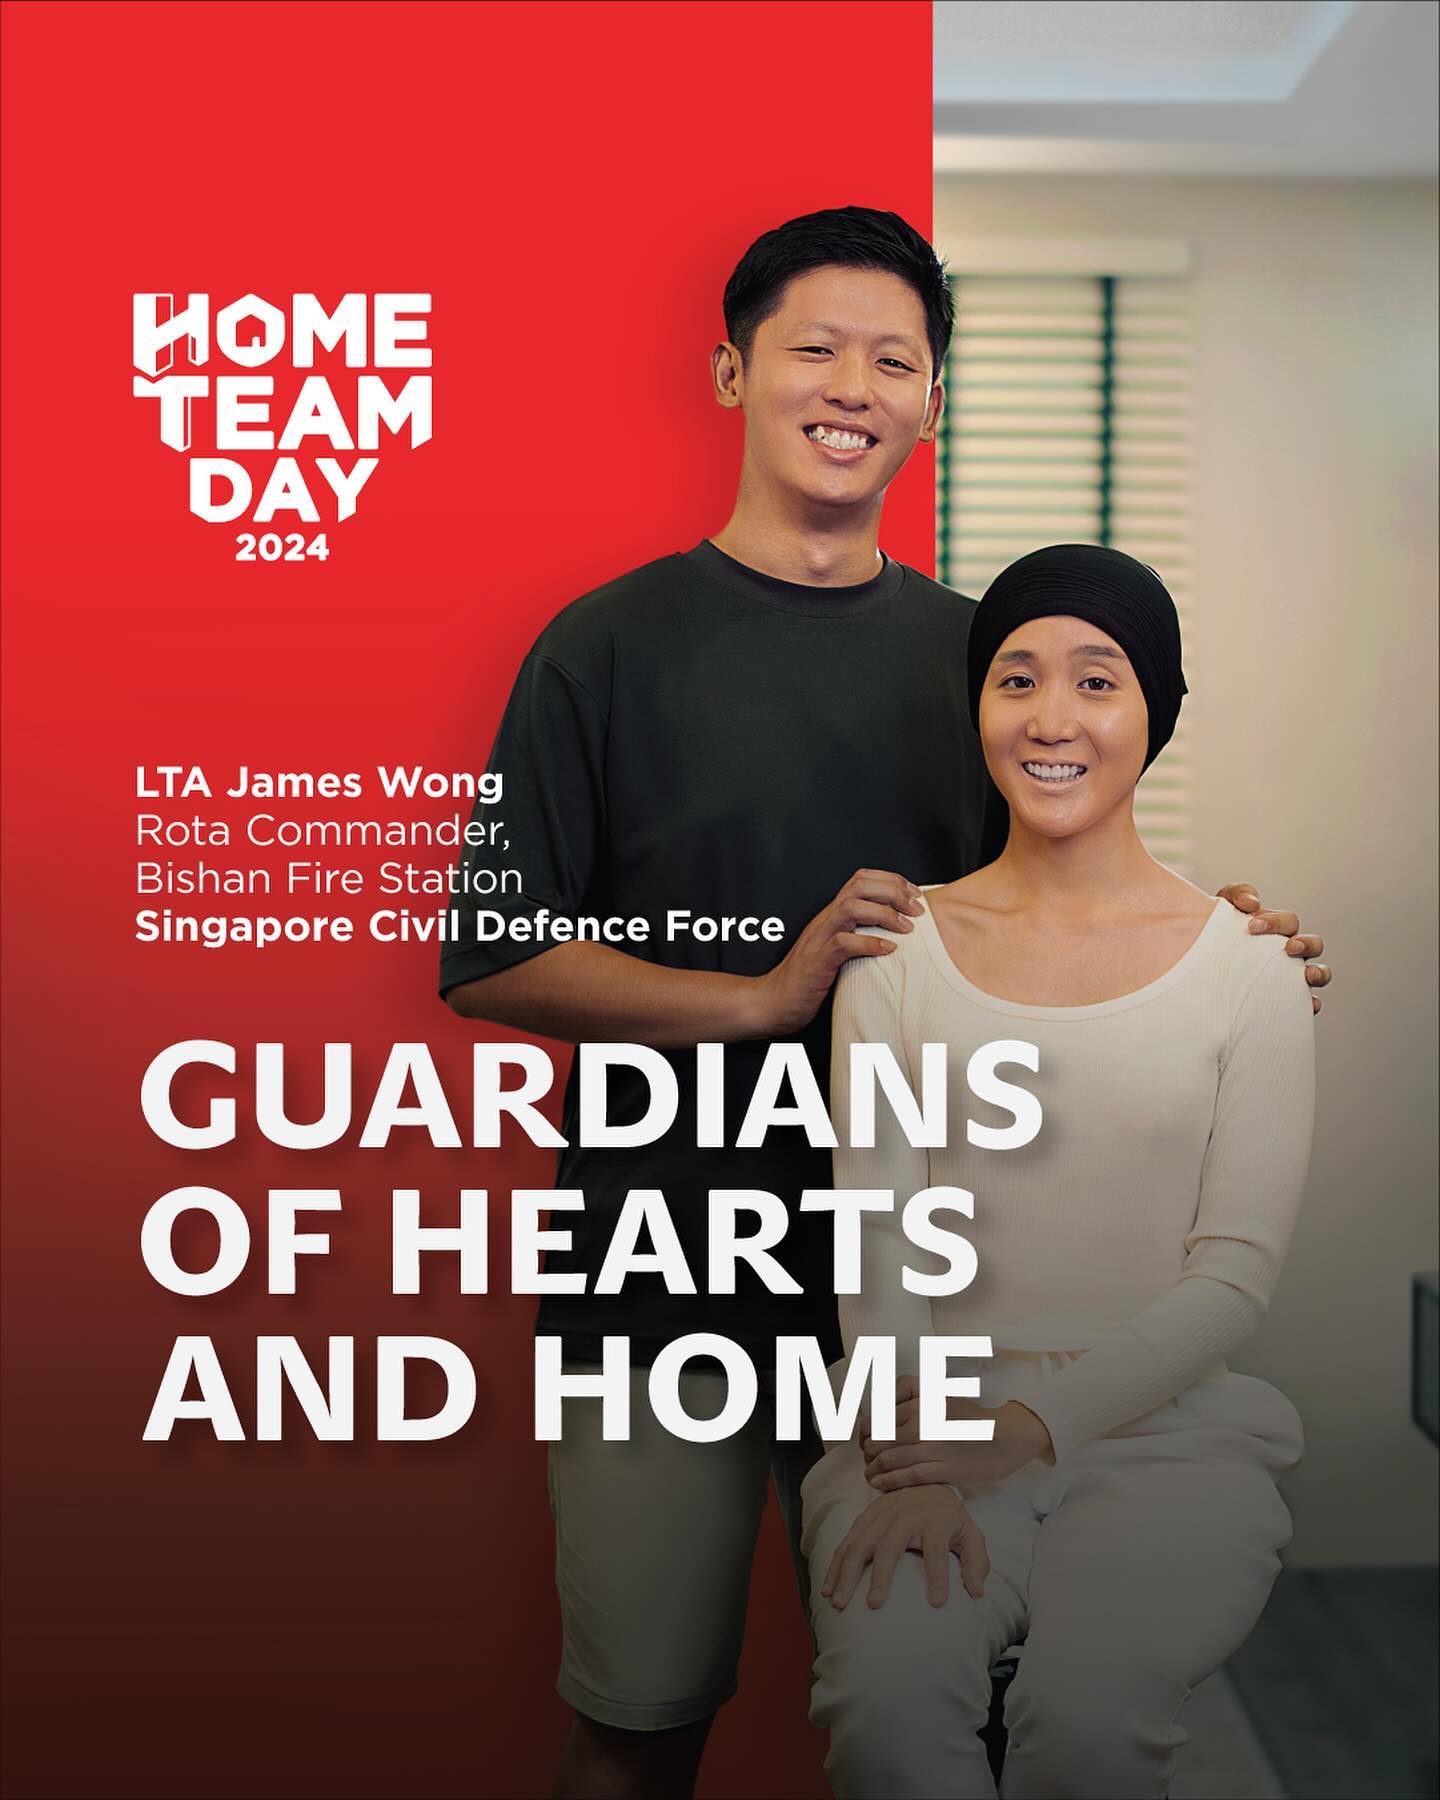 HOME
TEAM
DAY
2024
LTA James Wong
Rota Commander,
Bishan Fire Station
Singapore Civil Defence Force
GUARDIANS
OF HEARTS
AND HOME